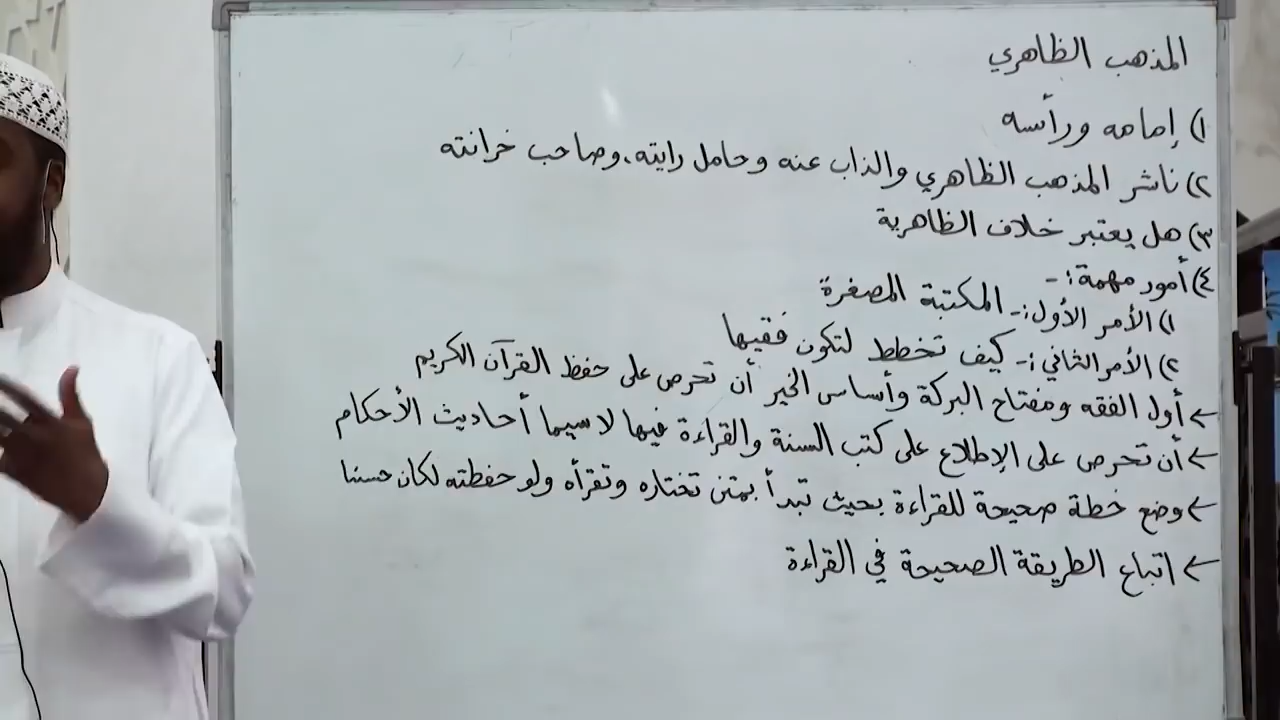 المذهب الظاهري
١) إمامه ورأسه
٢) ناشر المذهب الظاهري والذاب عنه وحامل رايته، وصاحب خزانته
٣) هل يعتبر خلاف الظاهرية
٤) أمور مهمة :-
١) الأمر الأول :- المكتبة المصغرة
٢) الأمر الثاني :- كيف تخطط لتكون فقيها
← أول الفقه ومفتاح البركة وأساس الخير أن تحرص على حفظ القرآن الكريم
← أن تحرص على الإطلاع على كتب السنة والقراءة فيها لا سيما أحاديث الأحكام
← وضع خطة صحيحة للقراءة بحيث تبدأ بمتن تختاره وتقرأه ولو حفظته لكان حسنا
← اتباع الطريقة الصحيحة في القراءة